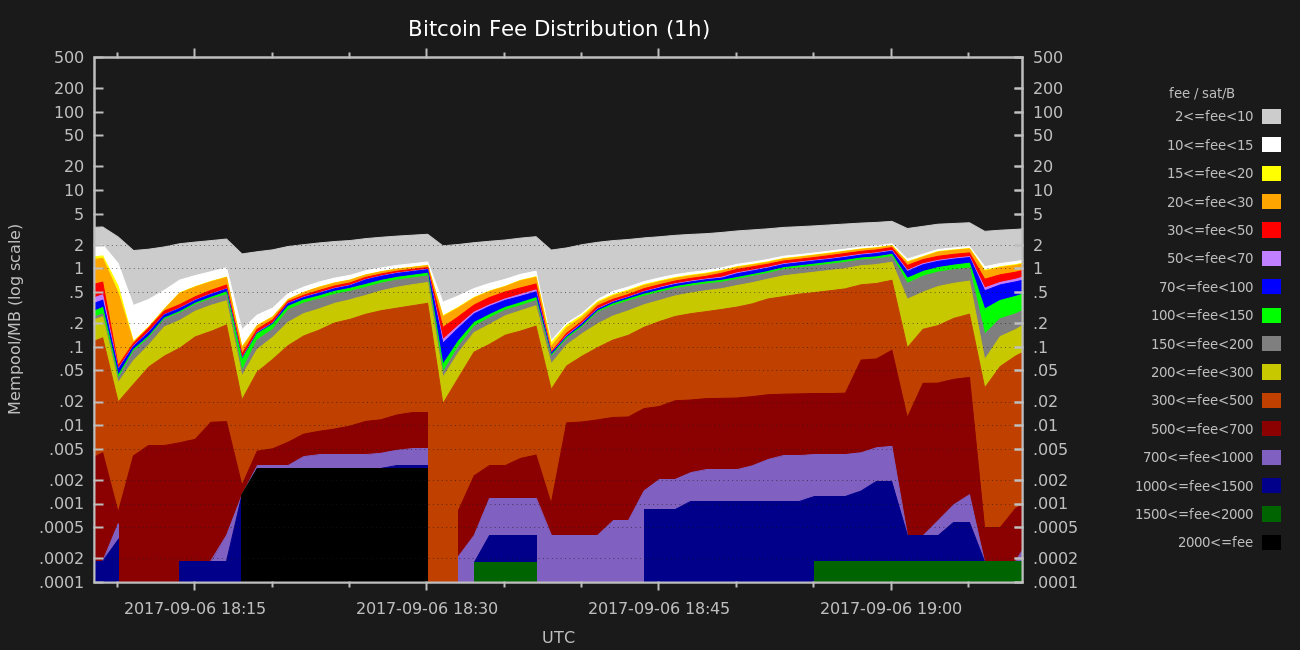 Bitcoin Fee Distribution (1h)
500 500
200 200
100 100
50 50
20 20
10 10
5 5
2 2
1 1
.5 .5
.2 .2
.1 .1
.05 .05
.02 .02
.01 .01
.005 .005
.002 .002
.001 .001
.0005 .0005
.0002 .0002
.0001 .0001
Mempool/MB (log scale)
2017-09-06 18:15 2017-09-06 18:30 2017-09-06 18:45 2017-09-06 19:00
UTC
fee / sat/B
2<=fee<10
10<=fee<15
15<=fee<20
20<=fee<30
30<=fee<50
50<=fee<70
70<=fee<100
100<=fee<150
150<=fee<200
200<=fee<300
300<=fee<500
500<=fee<700
700<=fee<1000
1000<=fee<1500
1500<=fee<2000
2000<=fee